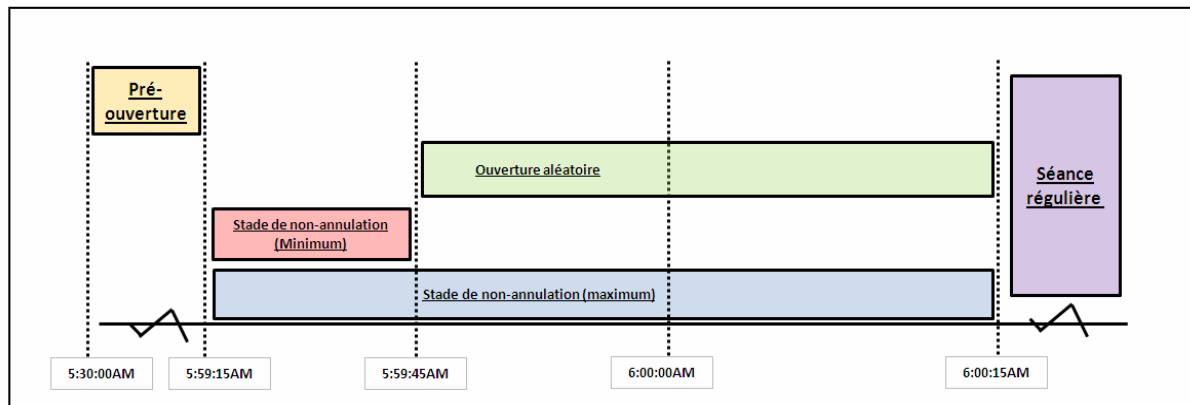 Pré-
ouverture
Ouverture aléatoire
Séance
régulière
Stade de non-annulation
(Minimum)
Stade de non-annulation (maximum)
5:30:00AM
5:59:15AM
5:59:45AM
6:00:00AM
6:00:15AM